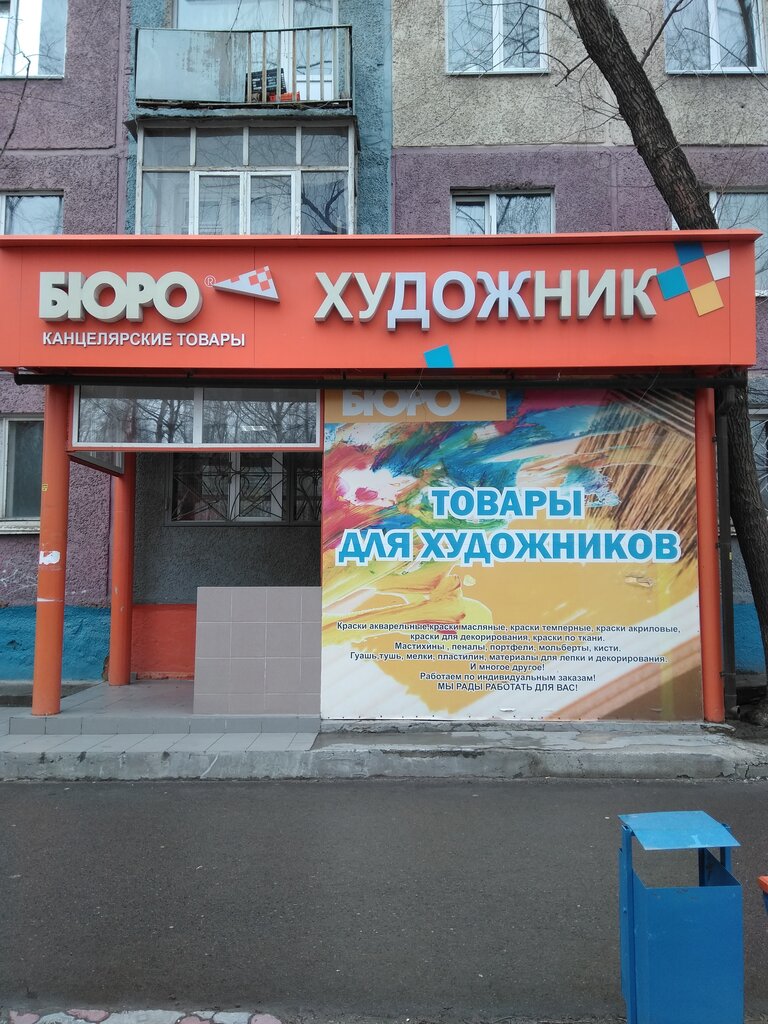 БЮРО ®
КАНЦЕЛЯРСКИЕ ТОВАРЫ
ХУДОЖНИК
БЮРО
ТОВАРЫ
ДЛЯ ХУДОЖНИКОВ
Краски акварельные,краски масляные, краски темперные, краски акриловые,
краски для декорирования, краски по ткани.
Мастихины , пеналы, портфели, мольберты, кисти.
Гуашь,тушь, мелки, пластилин, материалы для лепки и декорирования.
И многое другое!
Работаем по индивидуальным заказам!
МЫ РАДЫ РАБОТАТЬ ДЛЯ ВАС!